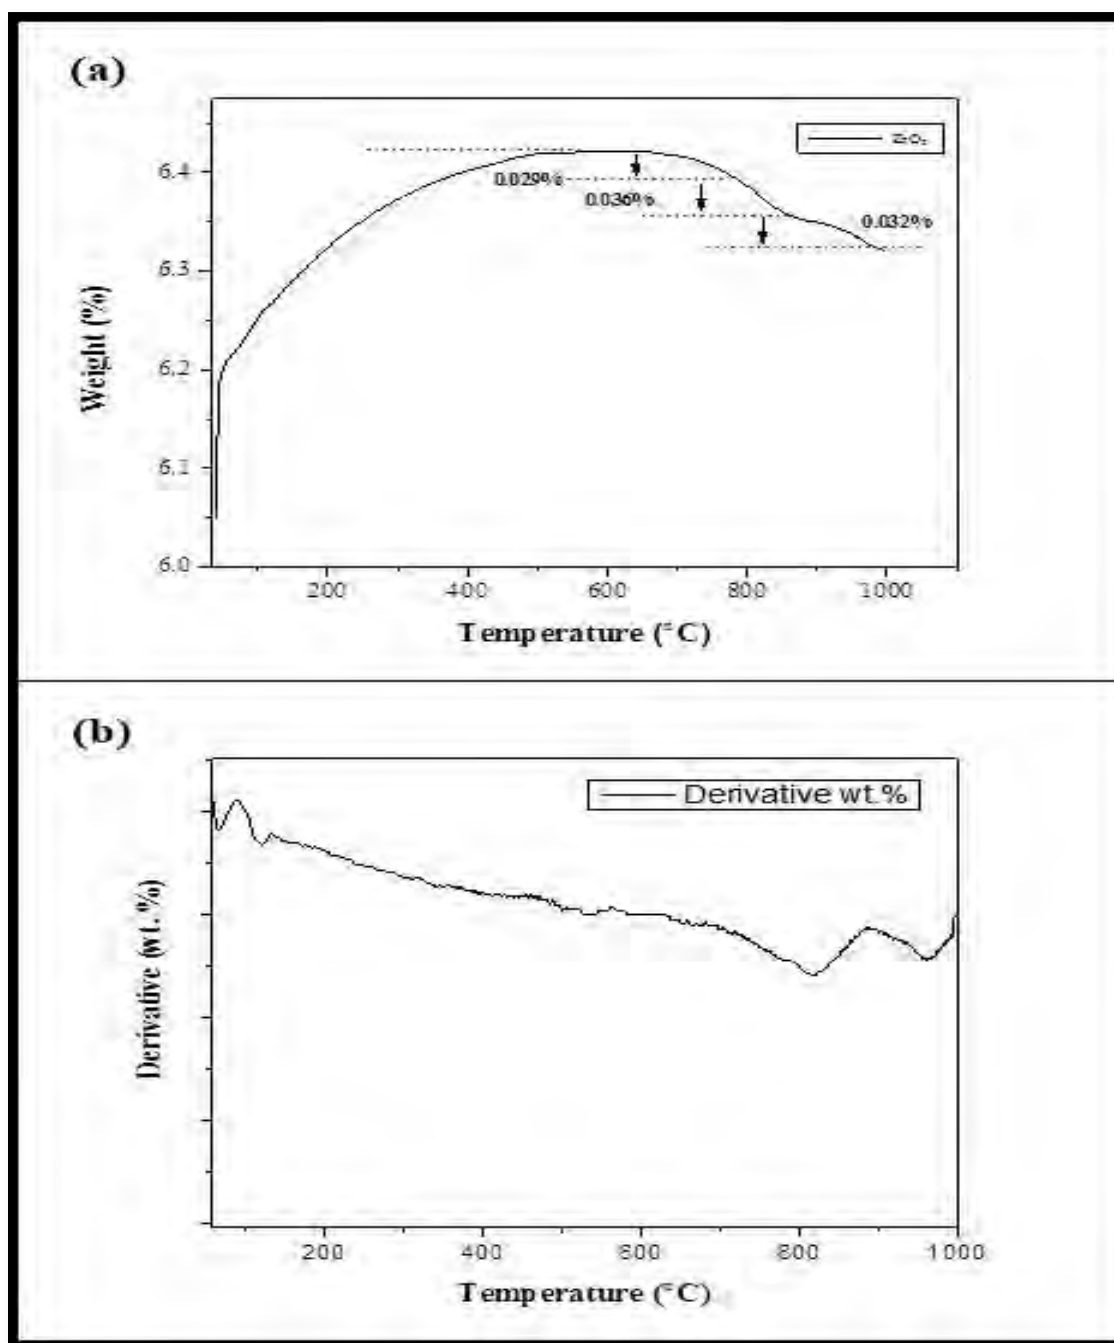 (a)
ZrO₂
6.4
0.029%
0.036%
0.032%
6.3
6.2
6.1
6.0
Weight (%)
200 400 600 800 1000
Temperature (°C)
(b)
Derivative wt.%
Derivative (wt.%)
200 400 600 800 1000
Temperature (°C)